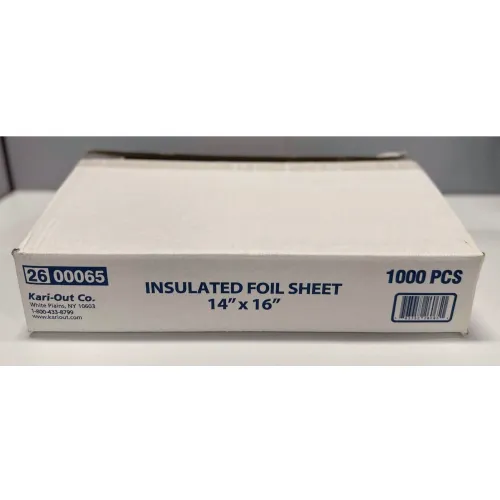 26 00065
Kari-Out Co.
White Plains, NY 10603
1-800-433-8799
www.kariout.com
INSULATED FOIL SHEET
14" x 16"
1000 PCS